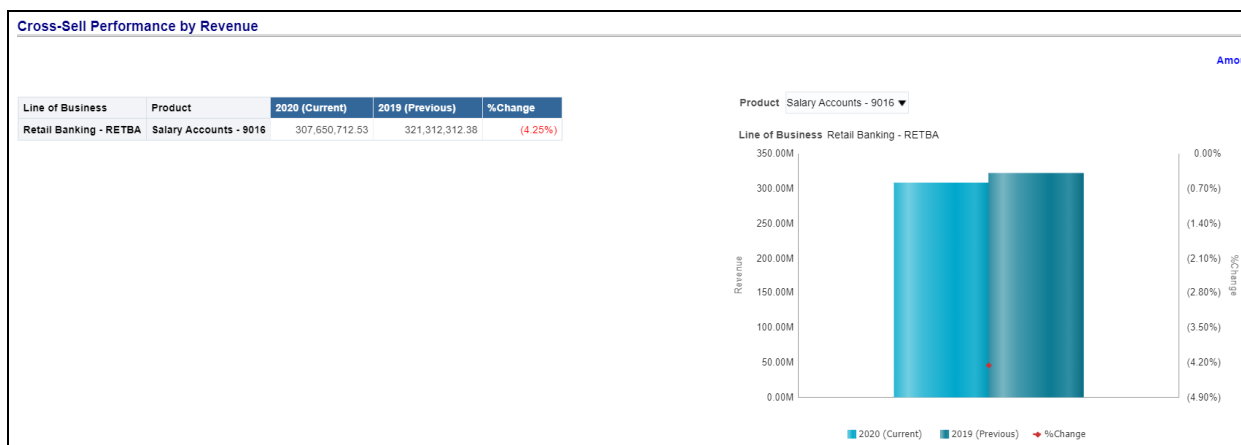 Cross-Sell Performance by Revenue
Line of Business Product 2020 (Current) 2019 (Previous) %Change
Retail Banking - RETBA Salary Accounts - 9016 307,650,712.53 321,312,312.38 (4.25%)
Product Salary Accounts - 9016
Line of Business Retail Banking - RETBA
350.00M 0.00%
300.00M (0.70%)
250.00M (1.40%)
200.00M (2.10%)
150.00M (2.80%)
100.00M (3.50%)
50.00M (4.20%)
0.00M (4.90%)
Revenue
%Change
2020 (Current) 2019 (Previous) %Change